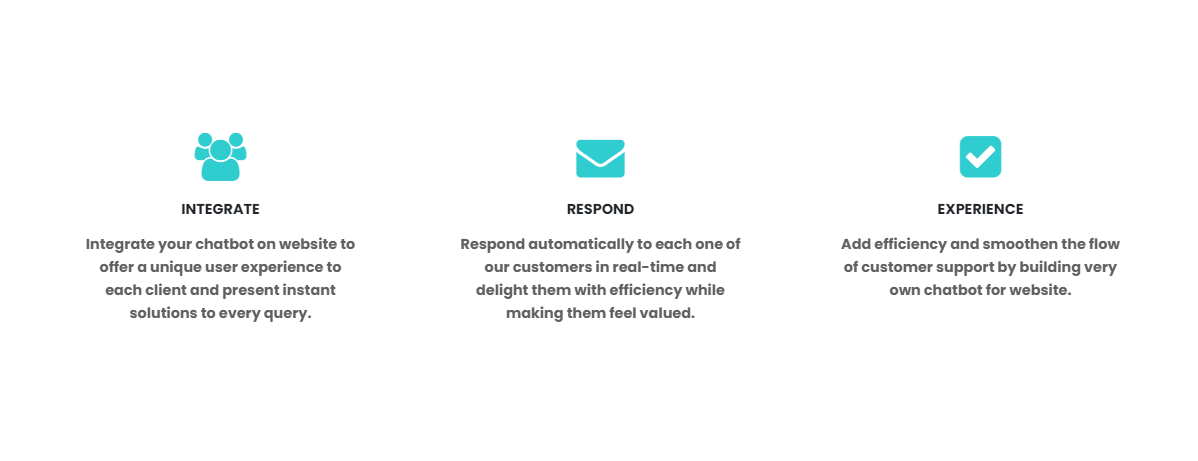 INTEGRATE
Integrate your chatbot on website to
offer a unique user experience to
each client and present instant
solutions to every query.
RESPOND
Respond automatically to each one of
our customers in real-time and
delight them with efficiency while
making them feel valued.
EXPERIENCE
Add efficiency and smoothen the flow
of customer support by building very
own chatbot for website.